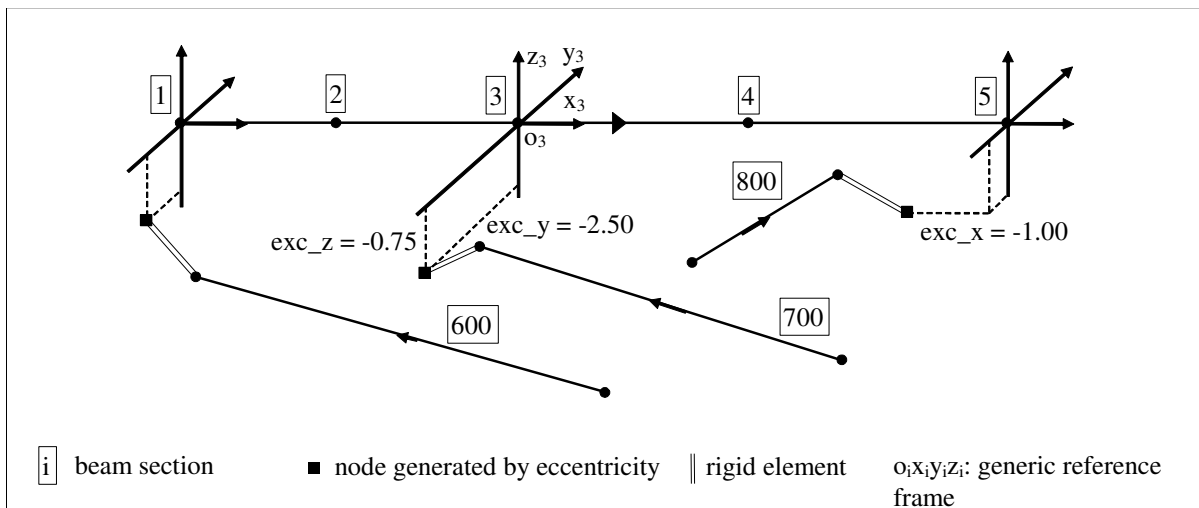 z₃ y₃
1 2 3 x₃ 4 5
o₃
800
exc_z = -0.75 exc_y = -2.50 exc_x = -1.00
600 700
i beam section node generated by eccentricity rigid element oᵢxᵢyᵢzᵢ: generic reference
frame